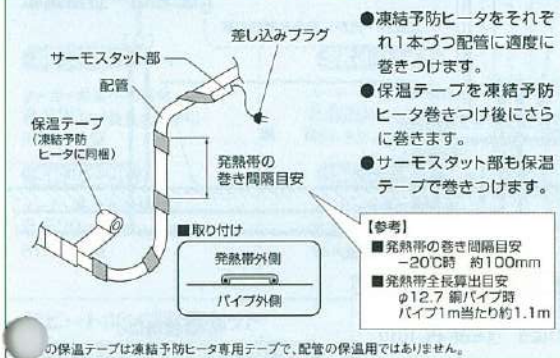 差し込みプラグ
サーモスタット部
配管
保温テープ
(凍結予防
ヒータに同梱)
発熱帯の
巻き間隔目安
■取り付け
発熱帯外側
パイプ外側
●凍結予防ヒータをそれぞ
れ1本づつ配管に適度に
巻きつけます。
●保温テープを凍結予防
ヒータ巻きつけ後にさら
に巻きます。
●サーモスタット部も保温
テープで巻きつけます。
【参考】
■発熱帯の巻き間隔目安
−20℃時 約100mm
■発熱帯全長算出目安
φ12.7 銅パイプ時
パイプ1m当たり約1.1m
の保温テープは凍結予防ヒータ専用テープで、配管の保温用ではありません。